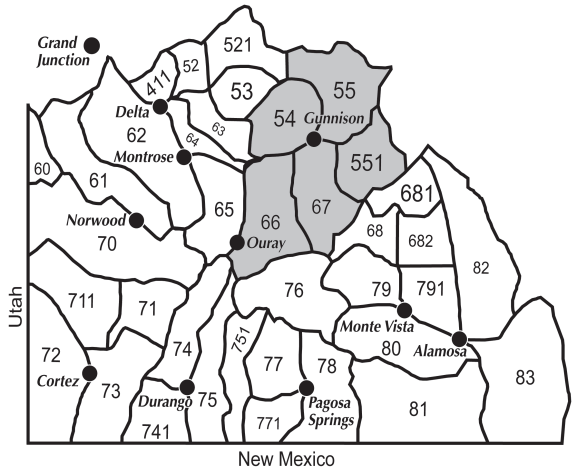 Grand
Junction
521
52
411
55
53
54
Delta
Gunnison
62
63
64
Montrose
551
60
61
681
65
66
67
Norwood
68
70
Ouray
682
82
76
79
791
711
71
Utah
Monte Vista
751
72
74
77
78
80
Alamosa
Cortez
73
83
Durango
75
Pagosa
Springs
81
741
771
New Mexico